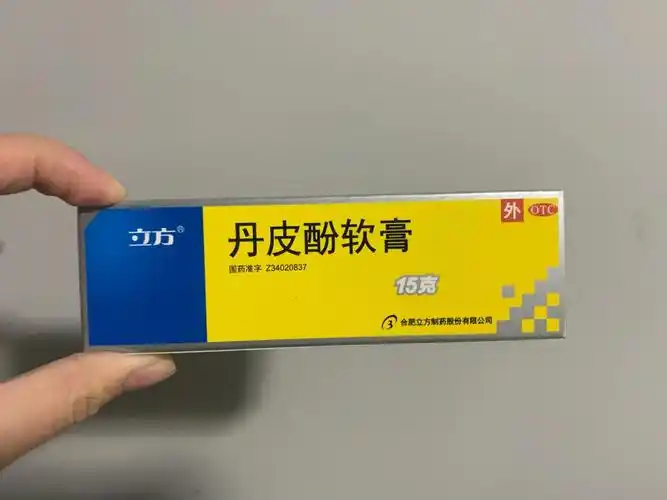 立方®
丹皮酚软膏
国药准字 Z34020837
15克
合肥立方制药股份有限公司
外 OTC